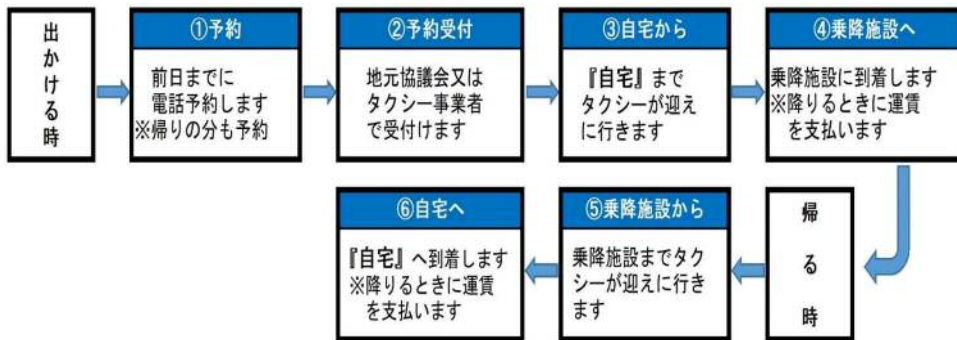 出かける時
①予約
前日までに
電話予約します
※帰りの分も予約
②予約受付
地元協議会又は
タクシー事業者
で受付けます
③自宅から
『自宅』まで
タクシーが迎え
に行きます
④乗降施設へ
乗降施設に到着します
※降りるときに運賃
を支払います
帰る時
⑤乗降施設から
乗降施設までタク
シーが迎えに行き
ます
⑥自宅へ
『自宅』へ到着します
※降りるときに運賃
を支払います